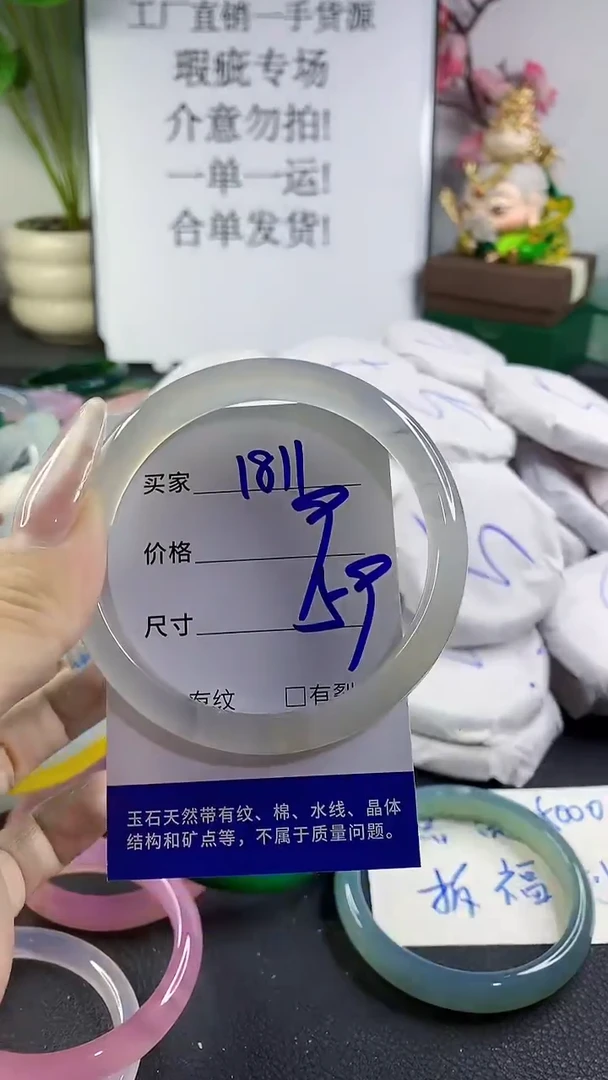 工厂直销一手货源
瑕疵专场
介意勿拍!
一单一运!
合单发货!
买家 1811
价格
尺寸
有纹 □有裂
玉石天然带有纹、棉、水线、晶体
结构和矿点等，不属于质量问题。
5000
拆福